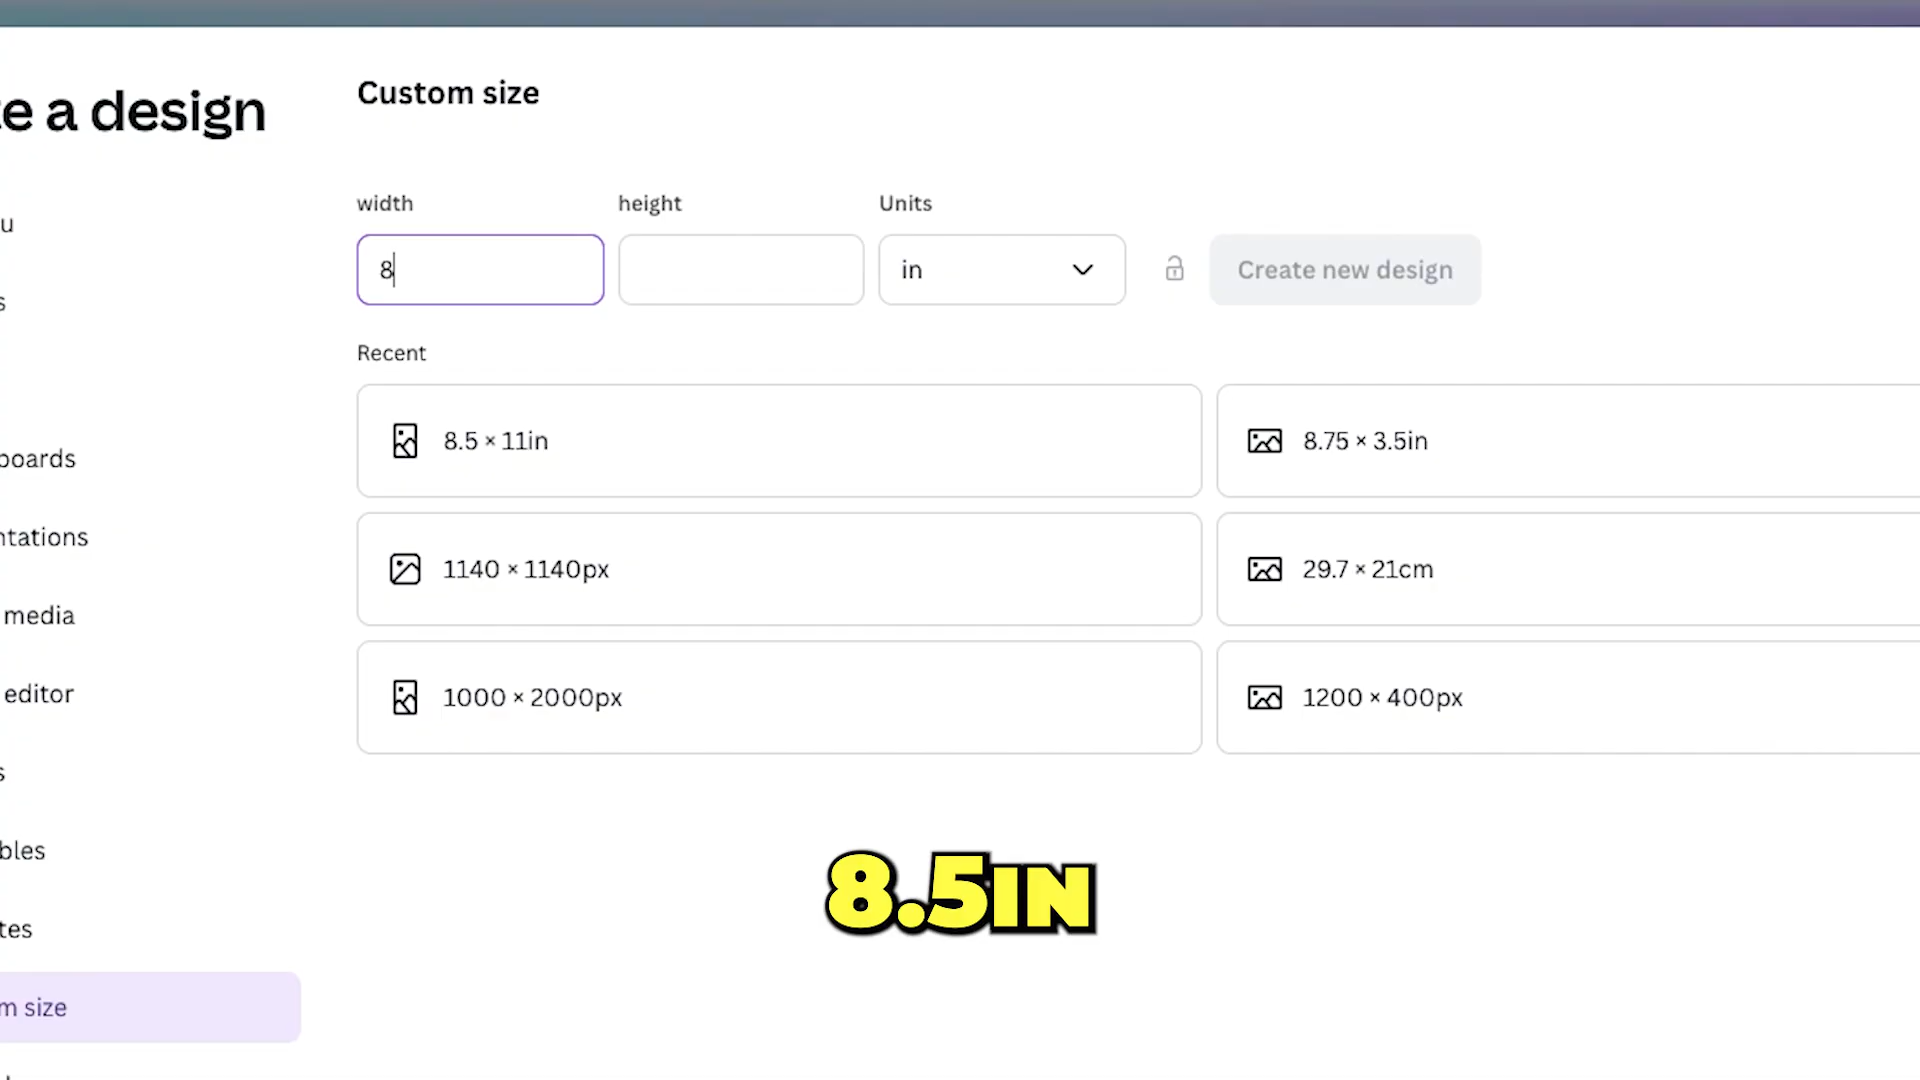 te a design
Custom size
u
s
boards
ntations
media
editor
s
bles
tes
m size
width
height
Units
8
in
Create new design
Recent
8.5 × 11in
8.75 × 3.5in
1140 × 1140px
29.7 × 21cm
1000 × 2000px
1200 × 400px
8.5IN